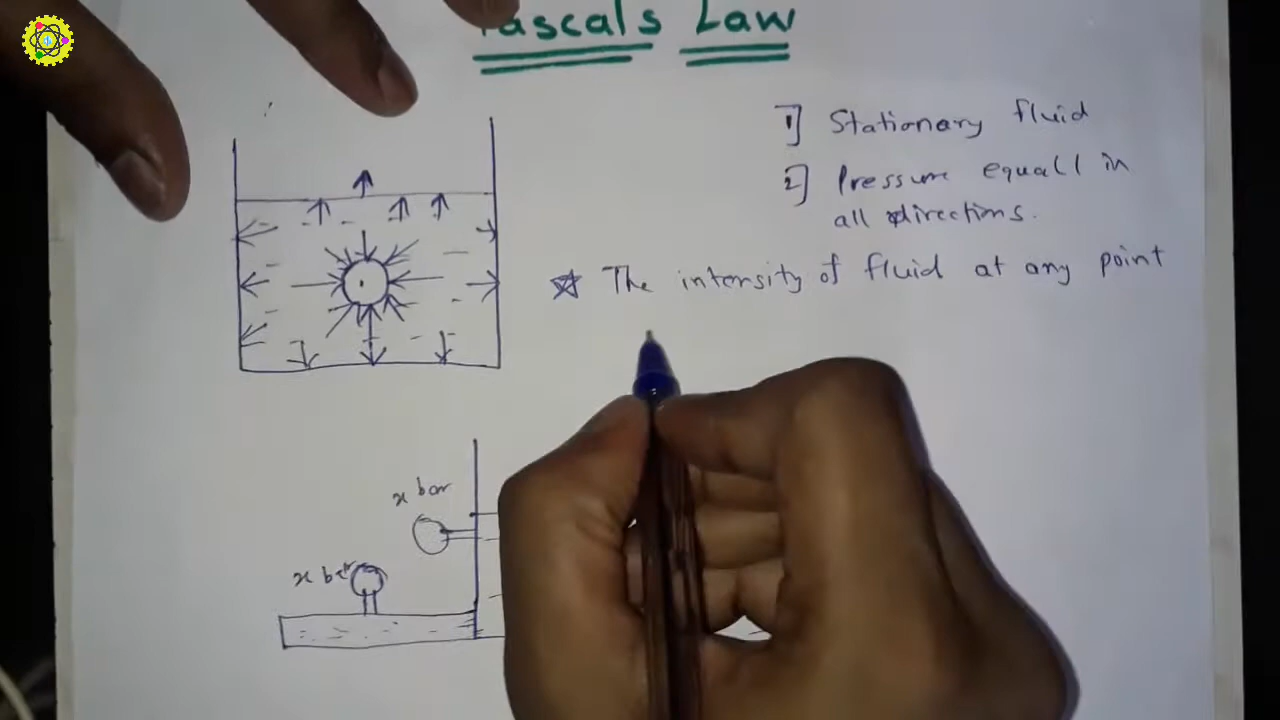 Pascals Law
1] Stationary fluid
2] Pressure equall in
all directions.
The intensity of fluid at any point
x bar
x bar